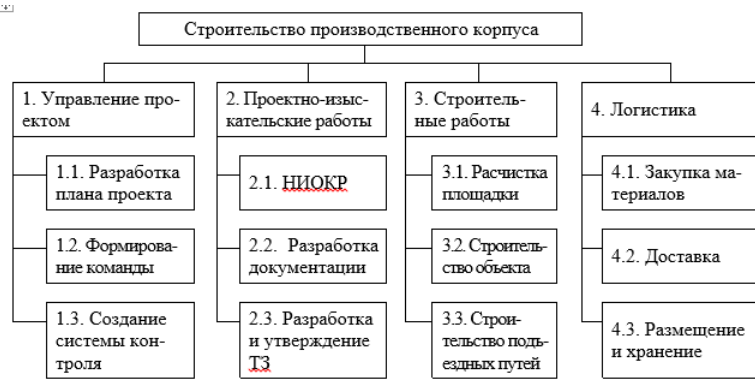 Строительство производственного корпуса
1. Управление про-
ектом
1.1. Разработка
плана проекта
1.2. Формирова-
ние команды
1.3. Создание
системы кон-
троля
2. Проектно-изыс-
кательские работы
2.1. НИОКР
2.2. Разработка
документации
2.3. Разработка
и утверждение
ТЗ
3. Строитель-
ные работы
3.1. Расчистка
площадки
3.2. Строитель-
ство объекта
3.3. Строи-
тельство подъ-
ездных путей
4. Логистика
4.1. Закупка ма-
териалов
4.2. Доставка
4.3. Размещение
и хранение